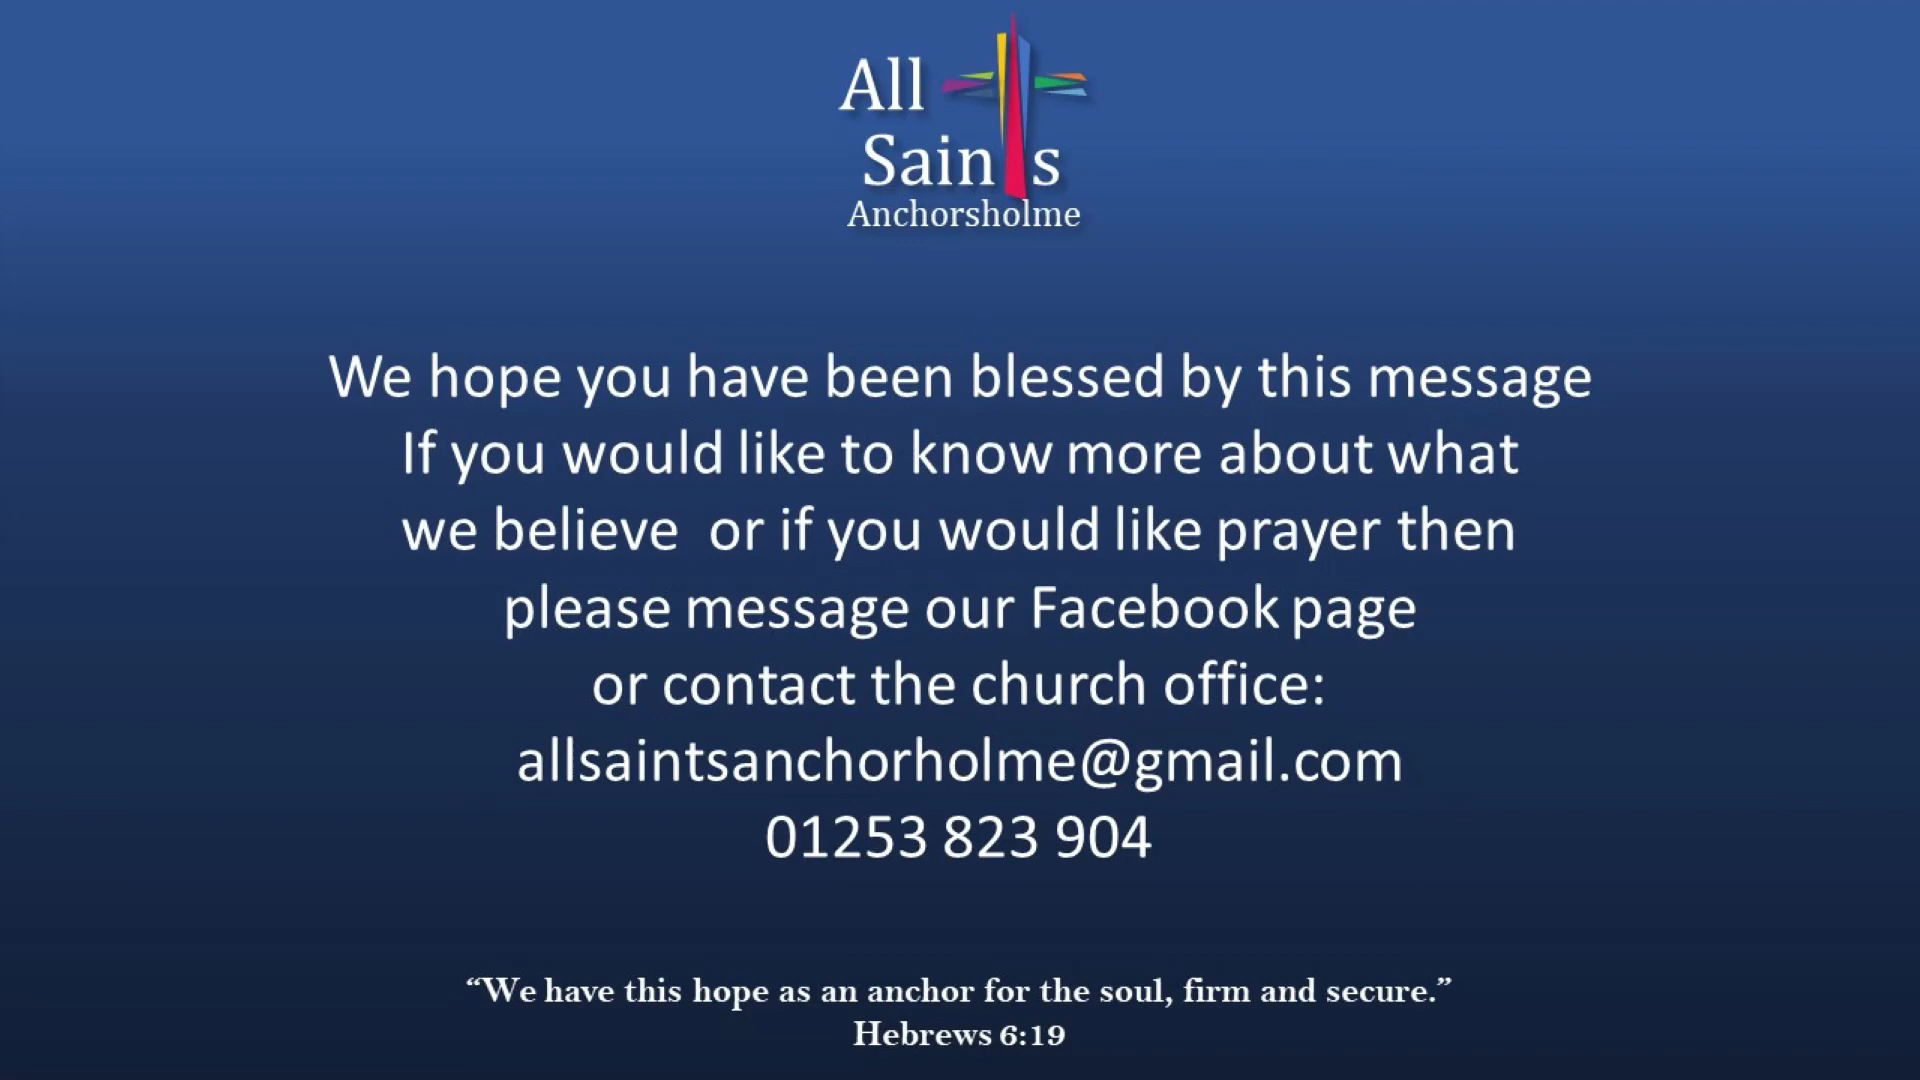 All
Saints
Anchorsholme
We hope you have been blessed by this message
If you would like to know more about what
we believe  or if you would like prayer then
please message our Facebook page
or contact the church office:
allsaintsanchorholme@gmail.com
01253 823 904
“We have this hope as an anchor for the soul, firm and secure.”
Hebrews 6:19